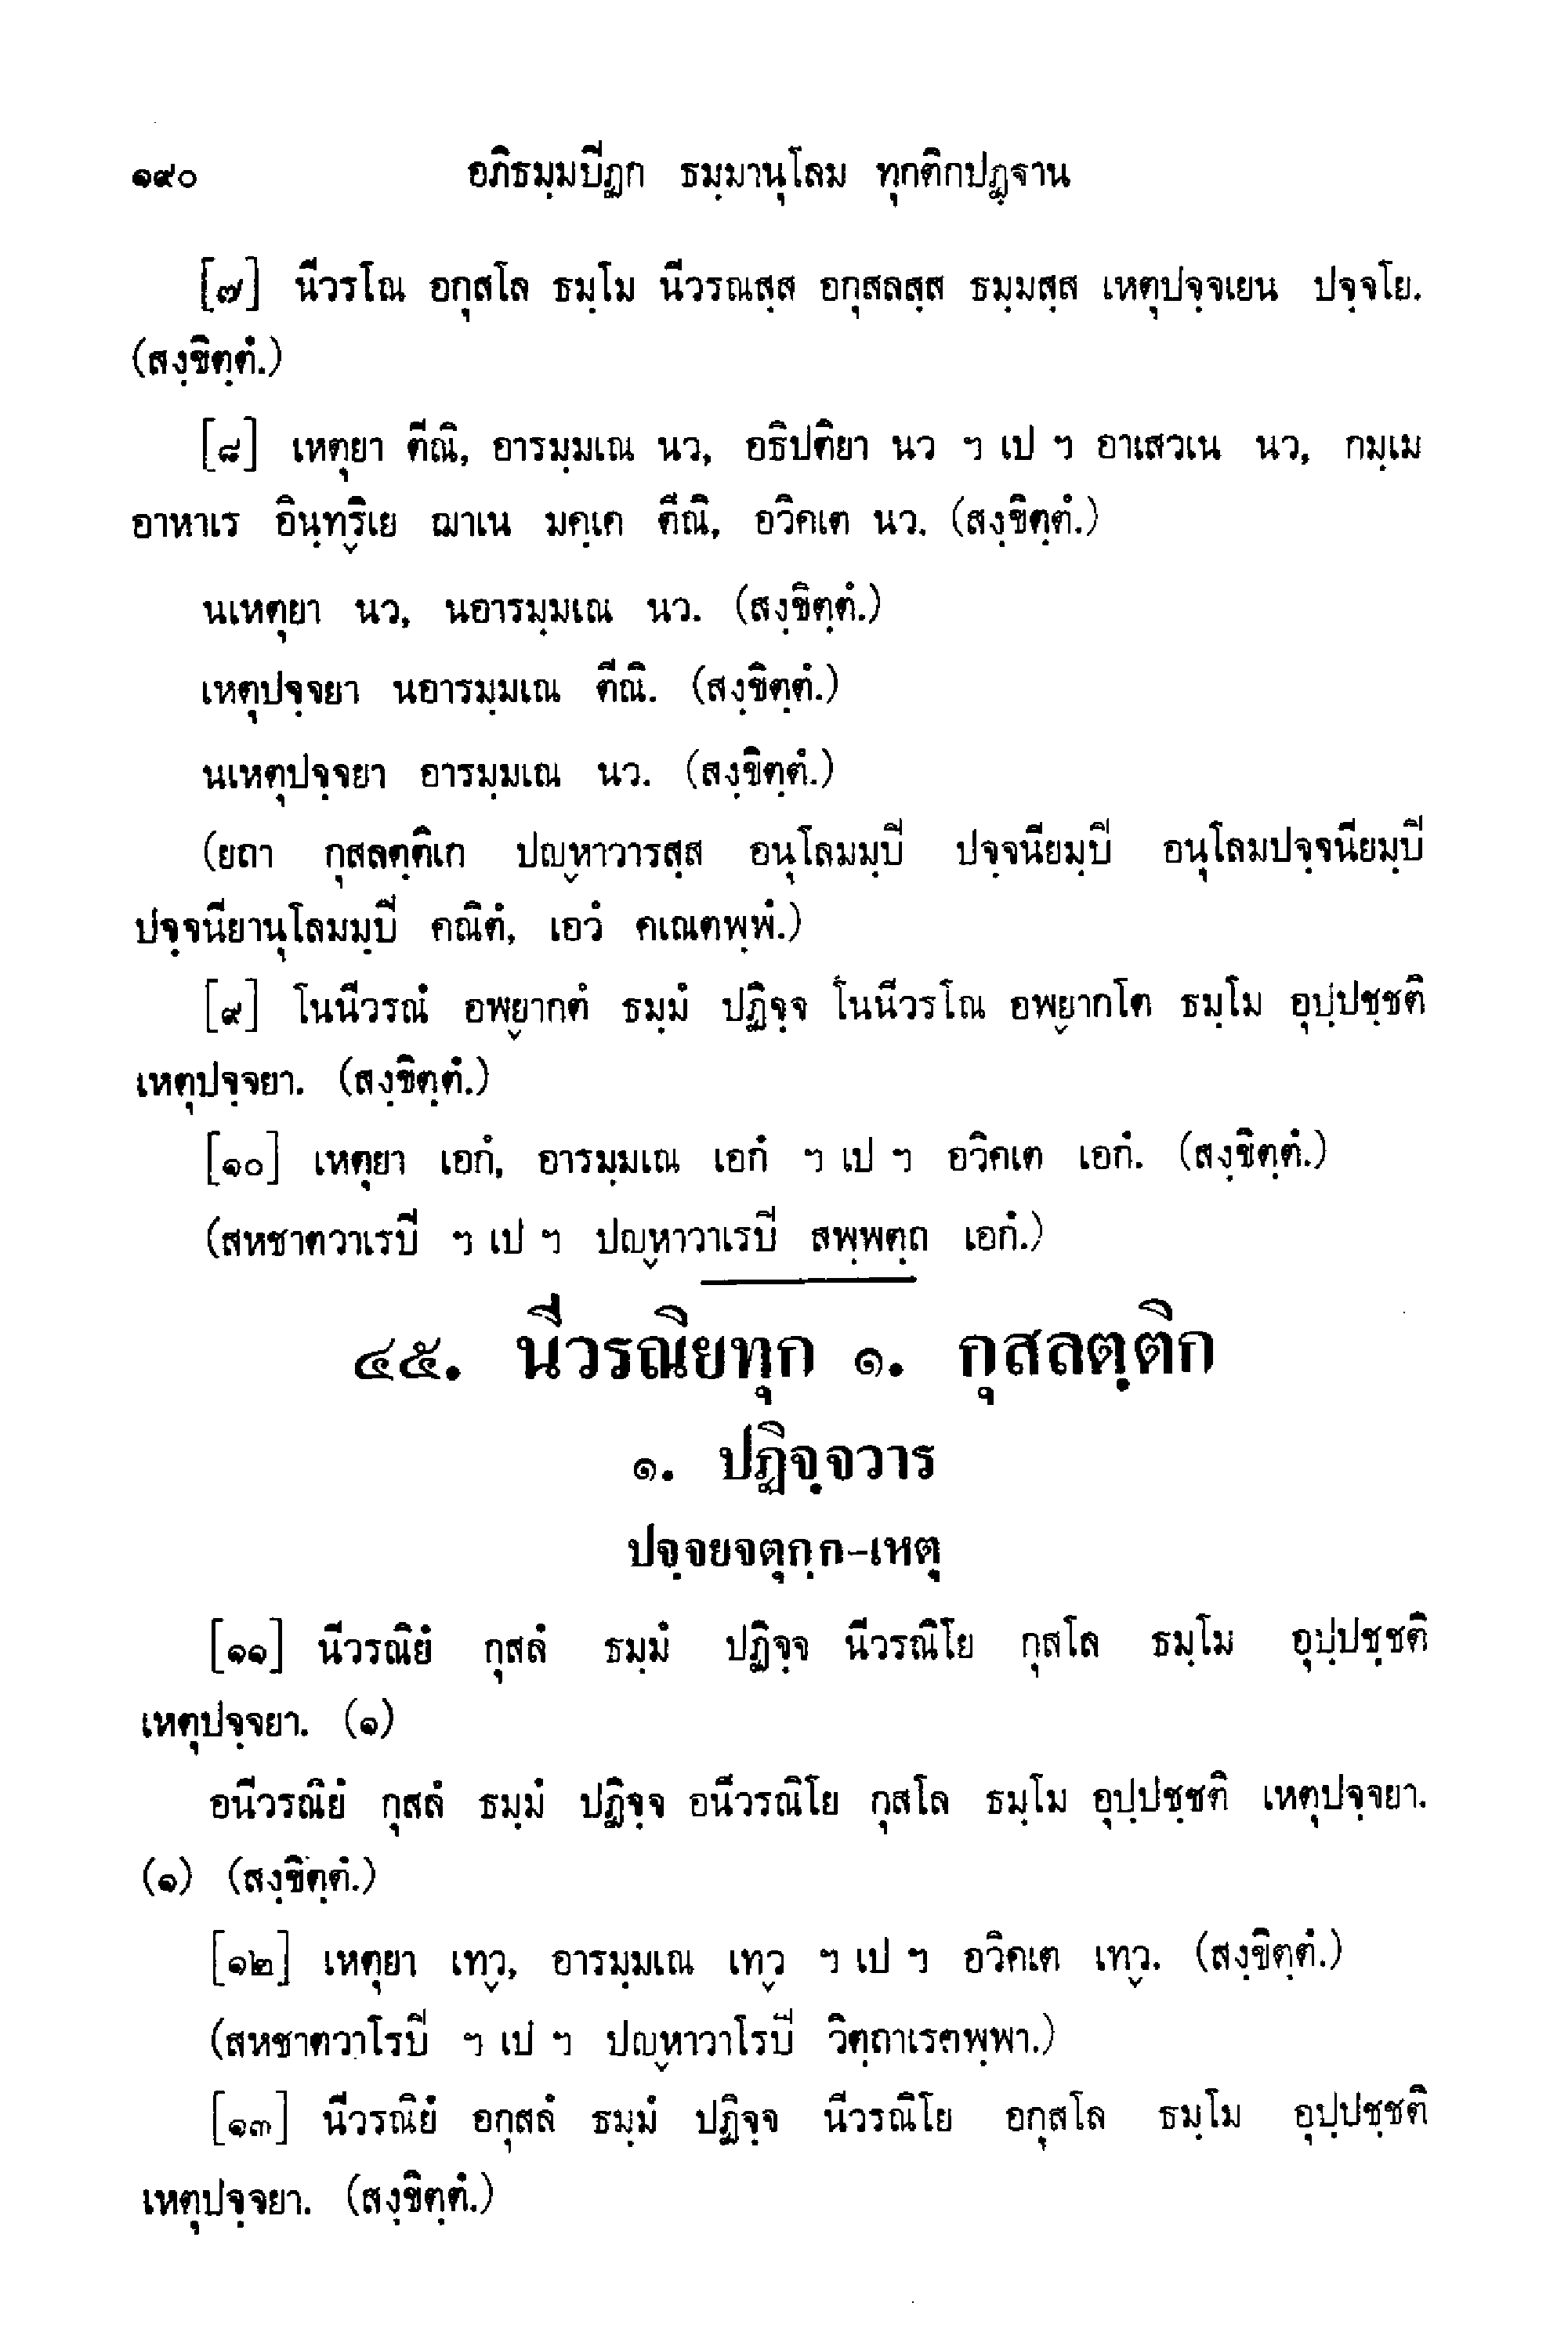 ๑๙๐ อภิธมฺมปิฏก ธมฺมานุโลม ทุกติกปฏฺฐาน
[๗] นีวรโณ อกุสโล ธมฺโม นีวรณสฺส อกุสลสฺส ธมฺมสฺส เหตุปจฺจเยน ปจฺจโย.
(สงฺขิตฺตํ.)
[๘] เหตุยา ตีณิ, อารมฺมเณ นว, อธิปติยา นว ฯ เป ฯ อาเสวเน นว, กมฺเม
อาหาเร อินฺทฺริเย ฌาเน มคฺเค ตีณิ, อวิคเต นว. (สงฺขิตฺตํ.)
นเหตุยา นว, นอารมฺมเณ นว. (สงฺขิตฺตํ.)
เหตุปจฺจยา นอารมฺมเณ ตีณิ. (สงฺขิตฺตํ.)
นเหตุปจฺจยา อารมฺมเณ นว. (สงฺขิตฺตํ.)
(ยถา กุสลตฺติเก ปญฺหาวารสฺส อนุโลมมฺปิ ปจฺจนียมฺปิ อนุโลมปจฺจนียมฺปิ
ปจฺจนียานุโลมมฺปิ คณิตํ, เอวํ คเณตพฺพํ.)
[๙] โนนีวรณํ อพฺยากตํ ธมฺมํ ปฏิจฺจ โนนีวรโณ อพฺยากโต ธมฺโม อุปฺปชฺชติ
เหตุปจฺจยา. (สงฺขิตฺตํ.)
[๑๐] เหตุยา เอกํ, อารมฺมเณ เอกํ ฯ เป ฯ อวิคเต เอกํ. (สงฺขิตฺตํ.)
(สหชาตวาเรปิ ฯ เป ฯ ปญฺหาวาเรปิ สพฺพตฺถ เอกํ.)
๔๕. นีวรณิยทุก ๑. กุสลตฺติก
๑. ปฏิจฺจวาร
ปจฺจยจตุกฺก-เหตุ
[๑๑] นีวรณิยํ กุสลํ ธมฺมํ ปฏิจฺจ นีวรณิโย กุสโล ธมฺโม อุปฺปชฺชติ
เหตุปจฺจยา. (๑)
อนีวรณิยํ กุสลํ ธมฺมํ ปฏิจฺจ อนีวรณิโย กุสโล ธมฺโม อุปฺปชฺชติ เหตุปจฺจยา.
(๑) (สงฺขิตฺตํ.)
[๑๒] เหตุยา เทฺว, อารมฺมเณ เทฺว ฯ เป ฯ อวิคเต เทฺว. (สงฺขิตฺตํ.)
(สหชาตวาโรปิ ฯ เป ฯ ปญฺหาวาโรปิ วิตฺถาเรตพฺพา.)
[๑๓] นีวรณิยํ อกุสลํ ธมฺมํ ปฏิจฺจ นีวรณิโย อกุสโล ธมฺโม อุปฺปชฺชติ
เหตุปจฺจยา. (สงฺขิตฺตํ.)